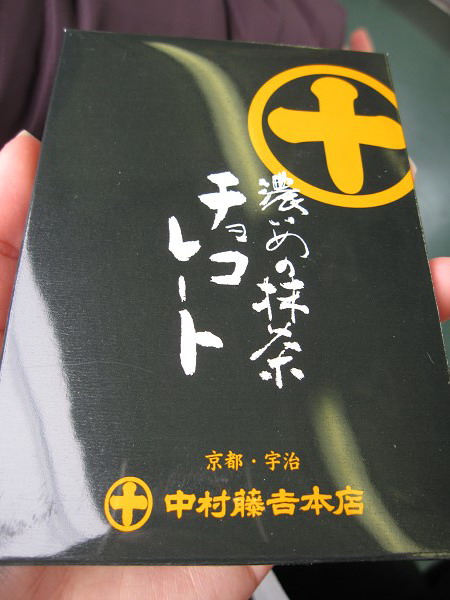 濃いめの抹茶
チョコ
レート
京都・宇治
中村藤吉本店